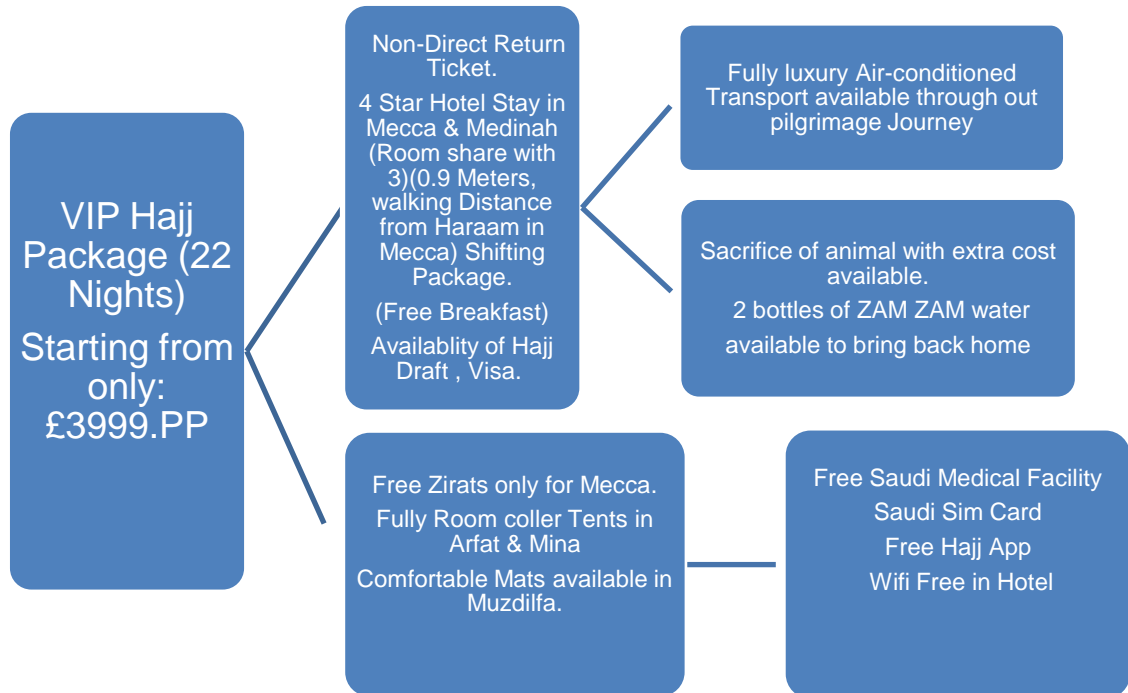 VIP Hajj
Package (22
Nights)
Starting from
only:
£3999.PP
Non-Direct Return
Ticket.
4 Star Hotel Stay in
Mecca & Medinah
(Room share with
3)(0.9 Meters,
walking Distance
from Haraam in
Mecca) Shifting
Package.
(Free Breakfast)
Availablity of Hajj
Draft , Visa.
Fully luxury Air-conditioned
Transport available through out
pilgrimage Journey
Sacrifice of animal with extra cost
available.
2 bottles of ZAM ZAM water
available to bring back home
Free Zirats only for Mecca.
Fully Room coller Tents in
Arfat & Mina
Comfortable Mats available in
Muzdilfa.
Free Saudi Medical Facility
Saudi Sim Card
Free Hajj App
Wifi Free in Hotel